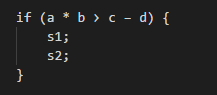 if (a * b > c – d) {
    s1;
    s2;
}